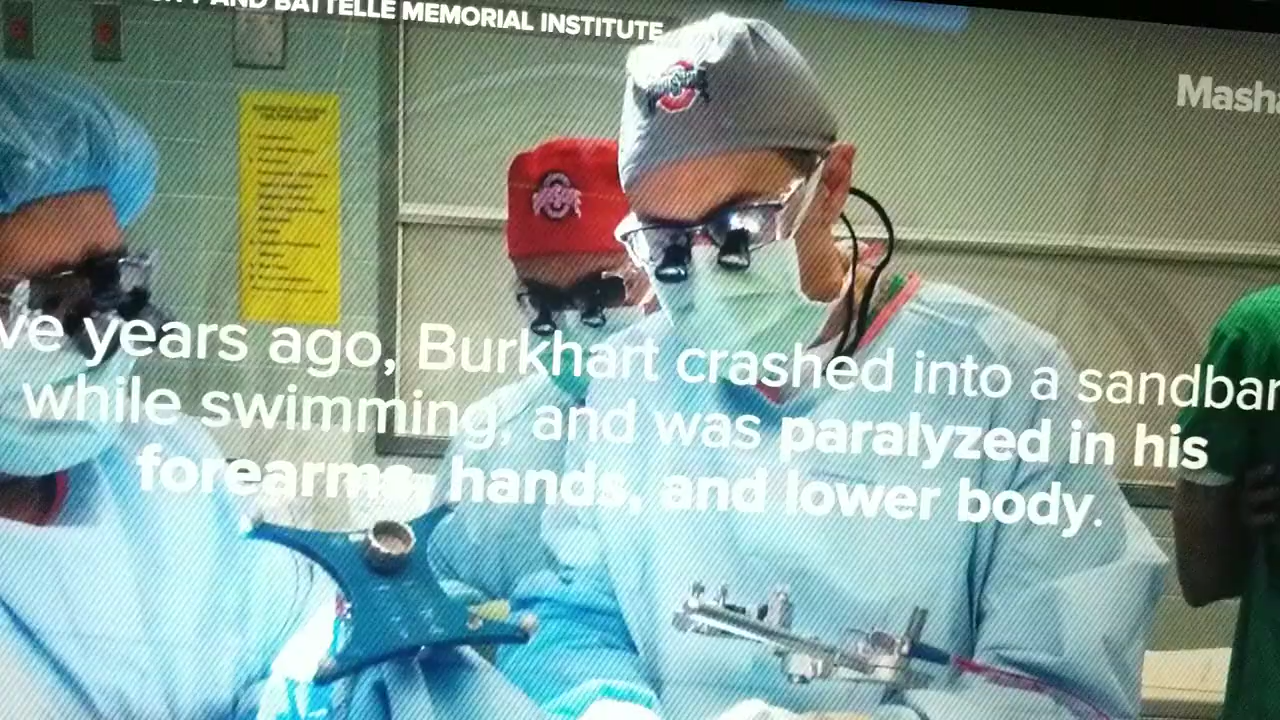 AND BATTELLE MEMORIAL INSTITUTE
Masha
ve years ago, Burkhart crashed into a sandbar
while swimming, and was paralyzed in his
forearms, hands, and lower body.